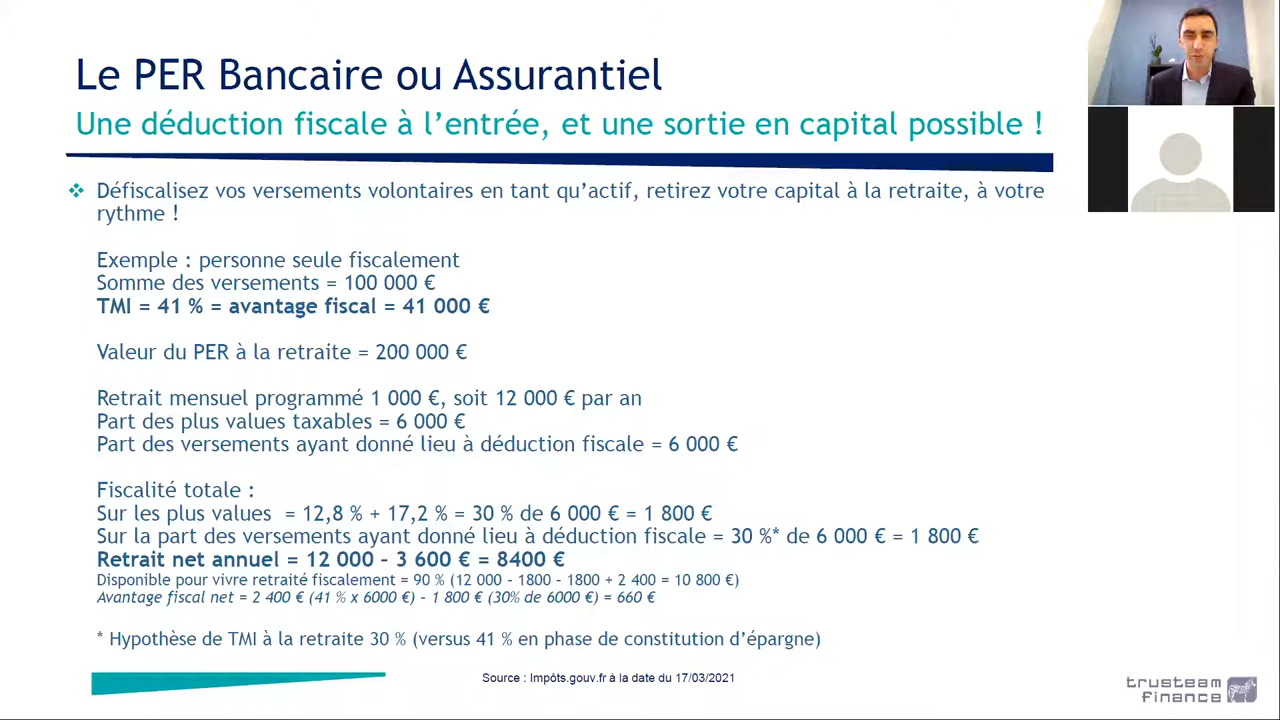 Le PER Bancaire ou Assurantiel
Une déduction fiscale à l'entrée, et une sortie en capital possible !
❖ Défiscalisez vos versements volontaires en tant qu'actif, retirez votre capital à la retraite, à votre
rythme !
Exemple : personne seule fiscalement
Somme des versements = 100 000 €
TMI = 41 % = avantage fiscal = 41 000 €
Valeur du PER à la retraite = 200 000 €
Retrait mensuel programmé 1 000 €, soit 12 000 € par an
Part des plus values taxables = 6 000 €
Part des versements ayant donné lieu à déduction fiscale = 6 000 €
Fiscalité totale :
Sur les plus values = 12,8 % + 17,2 % = 30 % de 6 000 € = 1 800 €
Sur la part des versements ayant donné lieu à déduction fiscale = 30 %* de 6 000 € = 1 800 €
Retrait net annuel = 12 000 – 3 600 € = 8400 €
Disponible pour vivre retraité fiscalement = 90 % (12 000 - 1800 - 1800 + 2 400 = 10 800 €)
Avantage fiscal net = 2 400 € (41 % x 6000 €) - 1 800 € (30% de 6000 €) = 660 €
* Hypothèse de TMI à la retraite 30 % (versus 41 % en phase de constitution d'épargne)
Source : Impôts.gouv.fr à la date du 17/03/2021
trusteam
finance